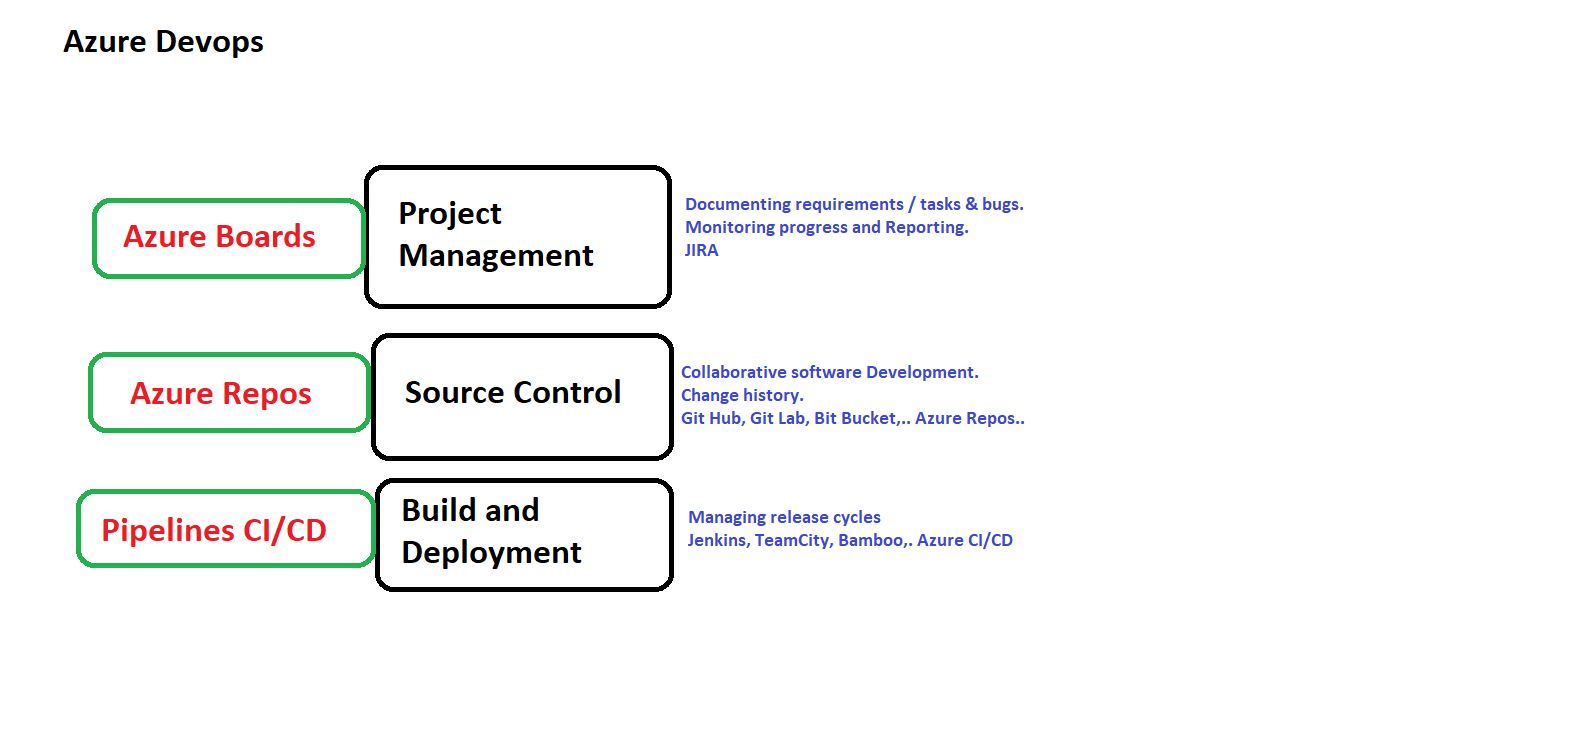 Azure Devops
Azure Boards
Project
Management
Documenting requirements / tasks & bugs.
Monitoring progress and Reporting.
JIRA
Azure Repos
Source Control
Collaborative software Development.
Change history.
Git Hub, Git Lab, Bit Bucket,.. Azure Repos..
Pipelines CI/CD
Build and
Deployment
Managing release cycles
Jenkins, TeamCity, Bamboo,. Azure CI/CD